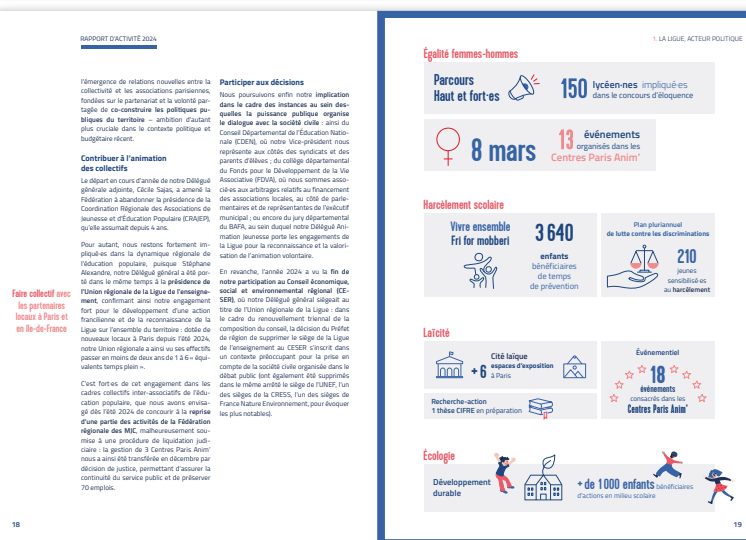 RAPPORT D'ACTIVITÉ 2024
l'émergence de relations nouvelles entre la
collectivité et les associations parisiennes,
fondées sur le partenariat et la volonté par-
tagée de co-construire les politiques pu-
bliques du territoire – ambition d'autant
plus cruciale dans le contexte politique et
budgétaire récent.
Contribuer à l'animation
des collectifs
Le départ en cours d'année de notre Déléguée
générale adjointe, Cécile Sajas, a amené la
Fédération à abandonner la présidence de la
Coordination Régionale des Associations de
Jeunesse et d'Éducation Populaire (CRAJEP),
qu'elle assumait depuis 4 ans.
Pour autant, nous restons fortement im-
pliqué·es dans la dynamique régionale de
l'éducation populaire, puisque Stéphane
Alexandre, notre Délégué général a été por-
té dans le même temps à la présidence de
l'Union régionale de la Ligue de l'enseigne-
ment, confirmant ainsi notre engagement
fort pour le développement d'une action
francilienne et de la reconnaissance de la
Ligue sur l'ensemble du territoire : dotée de
nouveaux locaux à Paris depuis l'été 2024,
notre Union régionale a ainsi vu ses effectifs
passer en moins de deux ans de 1 à 6 « équi-
valents temps plein ».
C'est fort·es de cet engagement dans les
cadres collectifs inter-associatifs de l'édu-
cation populaire, que nous avons envisa-
gé dès l'été 2024 de concourir à la reprise
d'une partie des activités de la Fédération
régionale des MJC, malheureusement sou-
mise à une procédure de liquidation judi-
ciaire : la gestion de 3 Centres Paris Anim'
nous a ainsi été transférée en décembre par
décision de justice, permettant d'assurer la
continuité du service public et de préserver
70 emplois.
Faire collectif avec
les partenaires
locaux à Paris et
en Ile-de-France
Participer aux décisions
Nous poursuivons enfin notre implication
dans le cadre des instances au sein des-
quelles la puissance publique organise
le dialogue avec la société civile : ainsi du
Conseil Départemental de l'Éducation Natio-
nale (CDEN), où notre Vice-président nous
représente aux côtés des syndicats et des
parents d'élèves ; du collège départemental
du Fonds pour le Développement de la Vie
Associative (FDVA), où nous sommes asso-
cié·es aux arbitrages relatifs au financement
des associations locales, au côté de parle-
mentaires et de représentantes de l'exécutif
municipal ; ou encore du jury départemental
du BAFA, au sein duquel notre Délégué Ani-
mation Jeunesse porte les engagements de
la Ligue pour la reconnaissance et la valori-
sation de l'animation volontaire.
En revanche, l'année 2024 a vu la fin de
notre participation au Conseil économique,
social et environnemental régional (CE-
SER), où notre Délégué général siégeait au
titre de l'Union régionale de la Ligue : dans
le cadre du renouvellement triennal de la
composition du conseil, la décision du Préfet
de région de supprimer le siège de la Ligue
de l'enseignement au CESER s'inscrit dans
un contexte préoccupant pour la prise en
compte de la société civile organisée dans le
débat public (ont également été supprimés
dans le même arrêté le siège de l'UNEF, l'un
des sièges de la CRESS, l'un des sièges de
France Nature Environnement, pour évoquer
les plus notables).
18
1. LA LIGUE, ACTEUR POLITIQUE
Égalité femmes-hommes
Parcours
Haut et fort·es
150 lycéen·nes impliqué·es
dans le concours d'éloquence
8 mars
13 événements
organisés dans les
Centres Paris Anim'
Harcèlement scolaire
Vivre ensemble
Fri for mobberi
3 640
enfants
bénéficiaires
de temps
de prévention
Plan pluriannuel
de lutte contre les discriminations
210
jeunes
sensibilisé·es
au harcèlement
Laïcité
+ 6
Cité laïque
espaces d'exposition
à Paris
Recherche-action
1 thèse CIFRE en préparation
Événementiel
18
événements
consacrés dans les
Centres Paris Anim'
Écologie
Développement
durable
+ de 1 000 enfants bénéficiaires
d'actions en milieu scolaire
19